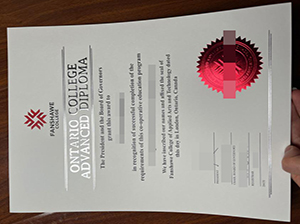 FANSHAWE
COLLEGE
ONTARIO COLLEGE
ADVANCED DIPLOMA
The President and the Board of Governors
grant this award to
in recognition of successful completion of the
requirements of this co-operative education program
We have inscribed our names and affixed the seal of
Fanshawe College of Applied Arts and Technology dated
this day in London, Ontario, Canada